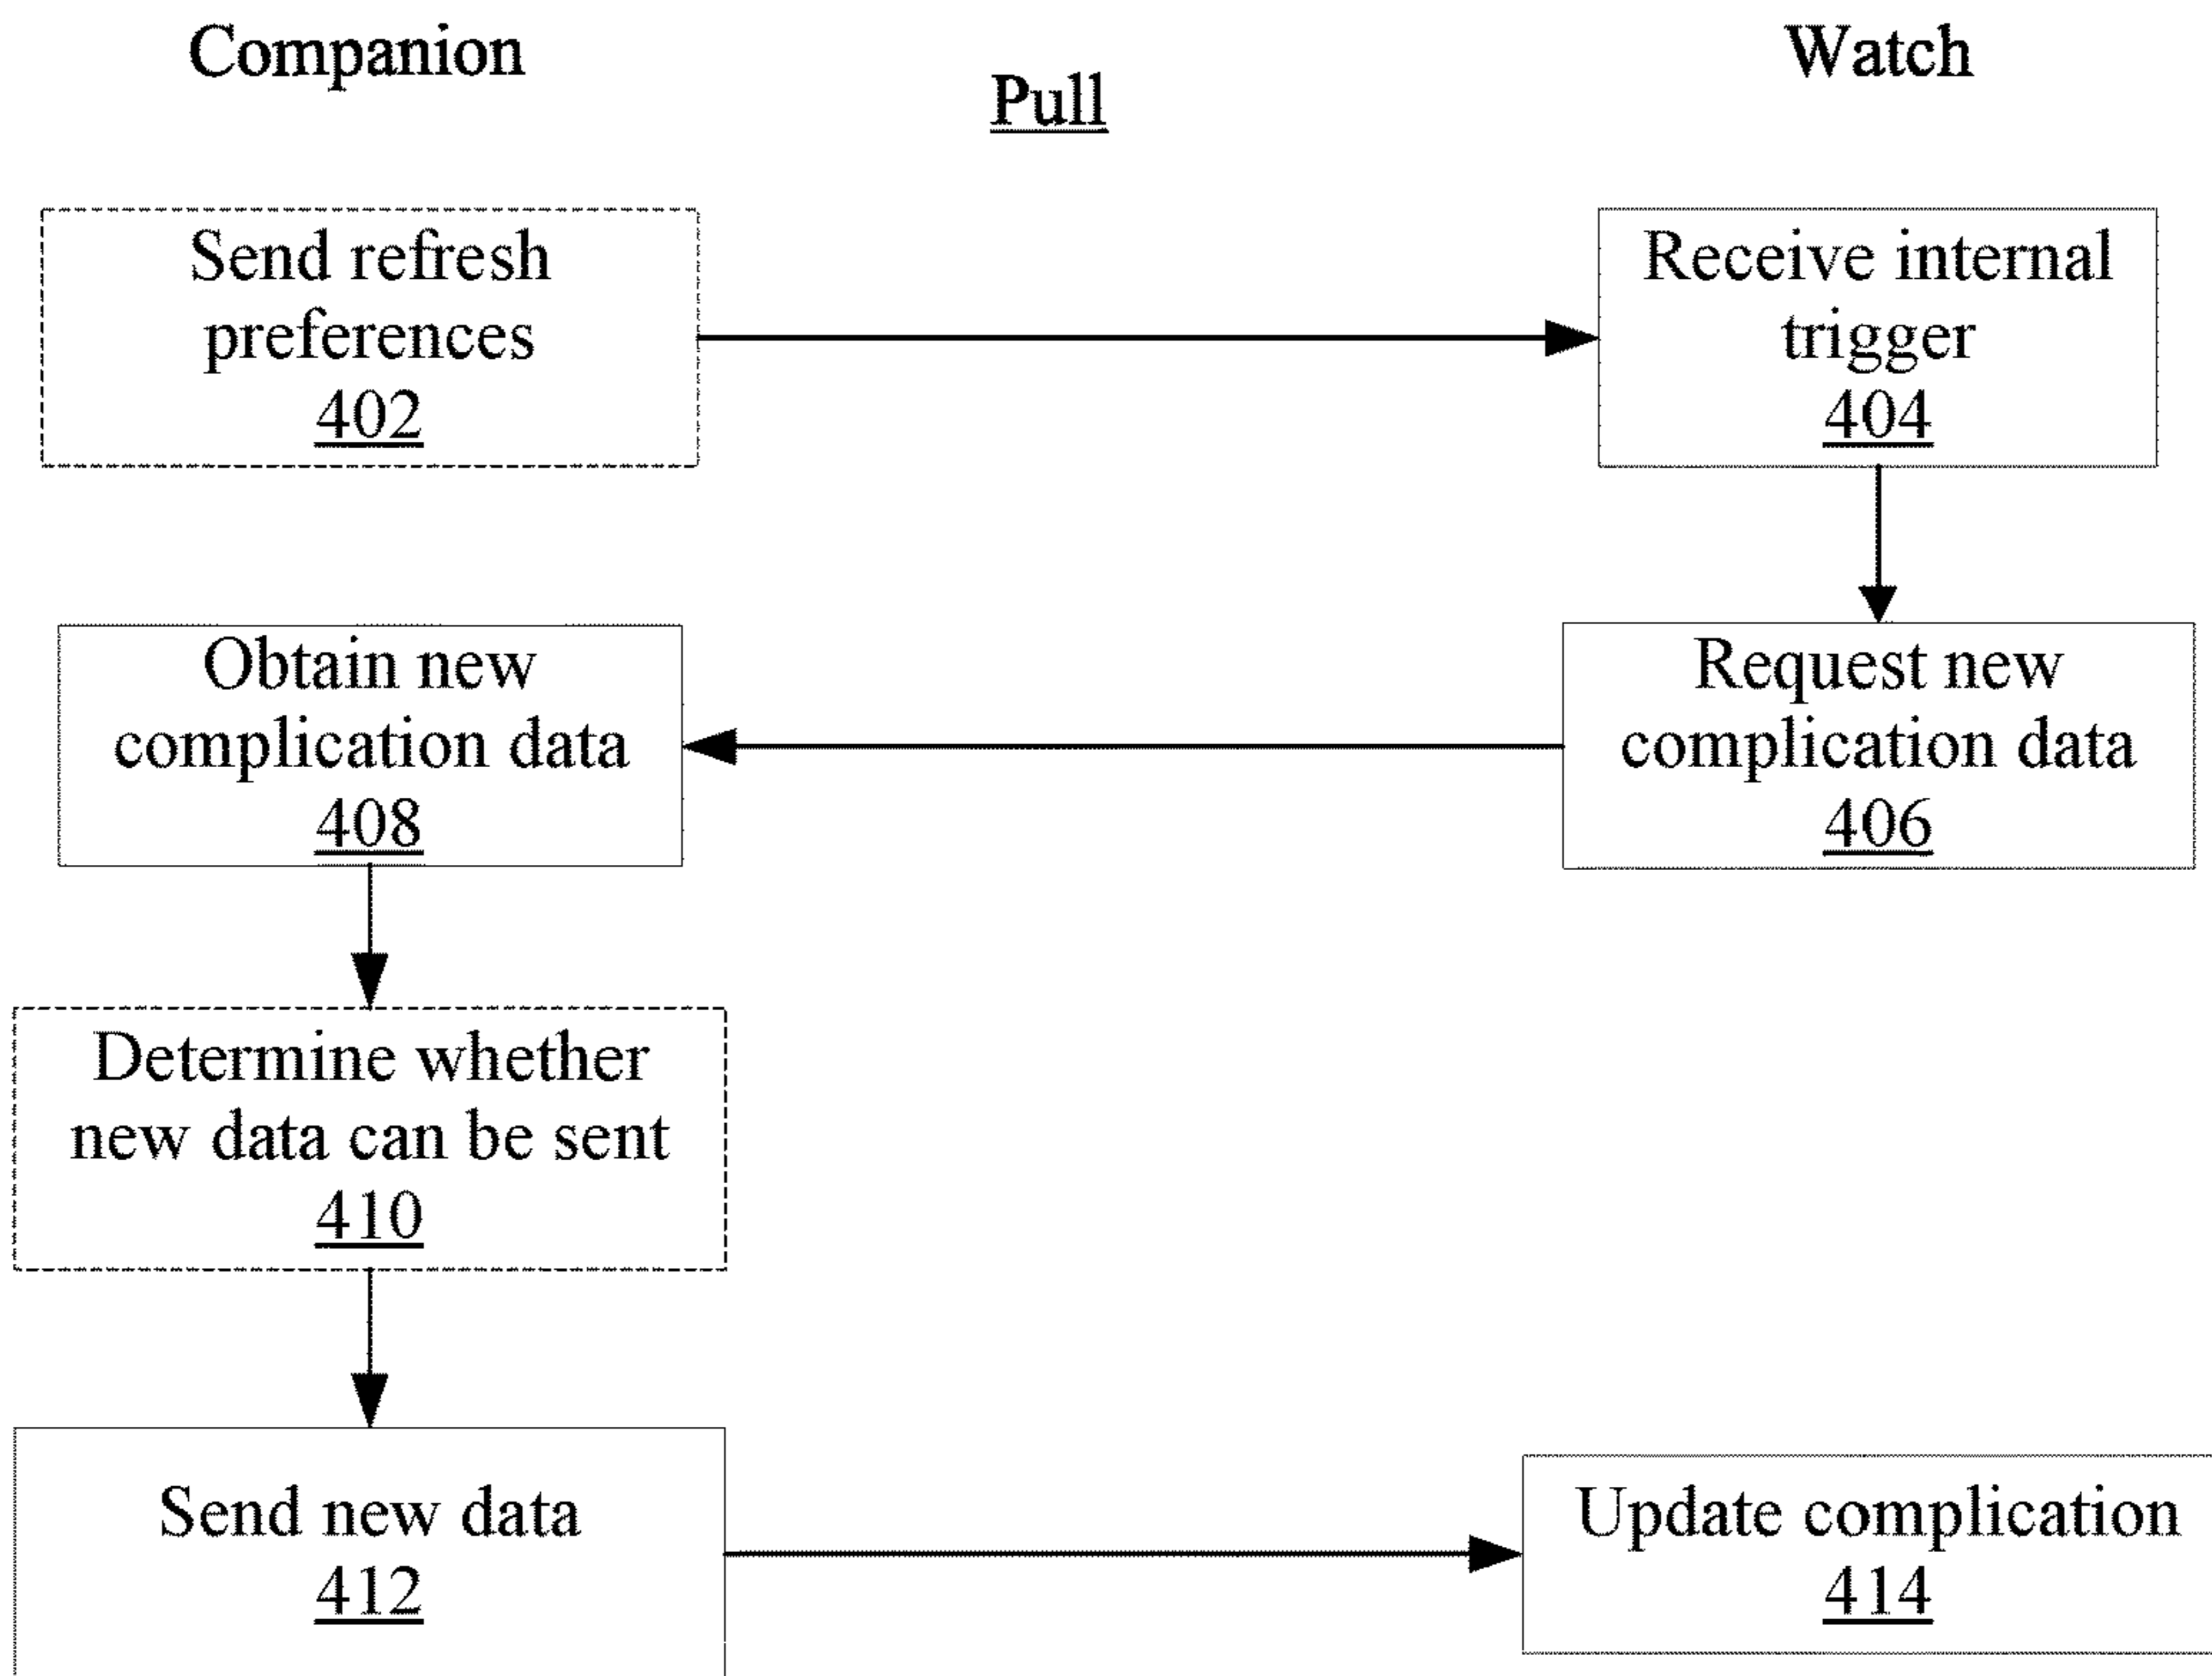 Companion
Pull
Watch
Send refresh
preferences
402
Receive internal
trigger
404
Obtain new
complication data
408
Request new
complication data
406
Determine whether
new data can be sent
410
Send new data
412
Update complication
414